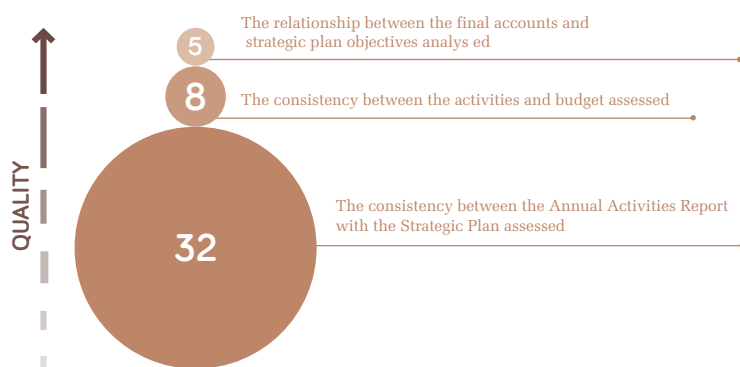 The relationship between the final accounts and
strategic plan objectives analys ed
5
8
The consistency between the activities and budget assessed
QUALITY
The consistency between the Annual Activities Report
with the Strategic Plan assessed
32